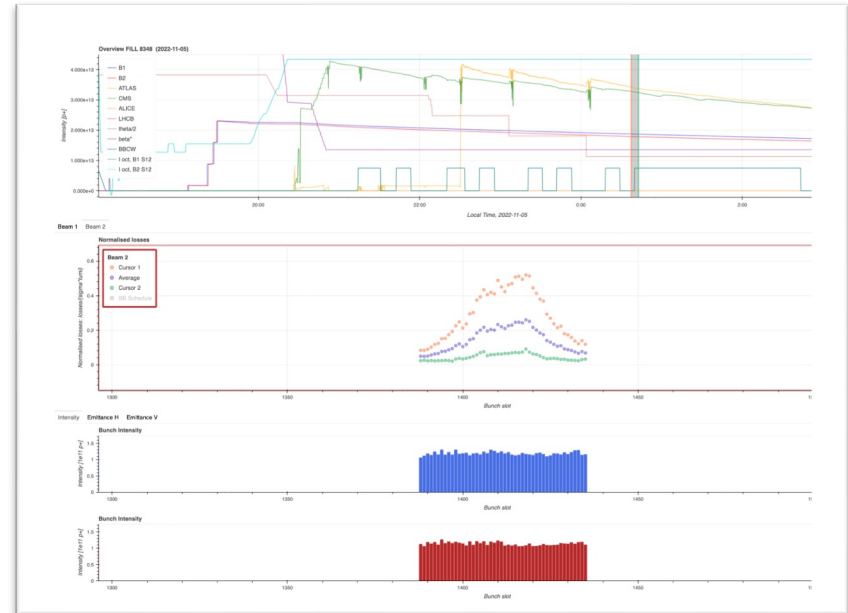 Overview FILL 8348 (2022-11-05)
Intensity [p+]
4.000e+13
3.000e+13
2.000e+13
1.000e+13
0.000e+0
B1
B2
ATLAS
CMS
ALICE
LHCB
theta/2
beta*
BBCW
I oct. B1 S12
I oct. B2 S12
20:00
22:00
0:00
2:00
Local Time, 2022-11-05
Beam 1 Beam 2
Normalised losses
Normalised losses: losses/(sigma*lumi)
0.6
0.4
0.2
0
Beam 2
Cursor 1
Average
Cursor 2
BR Schedule
1300 1350 1400 1450
Bunch slot
Intensity Emittance H Emittance V
Bunch Intensity
Intensity [1e11 p+]
1.5
1
0.5
0
1300 1350 1400 1450
Bunch slot
Bunch Intensity
Intensity [1e11 p+]
1.5
1
0.5
0
1300 1350 1400 1450
Bunch slot